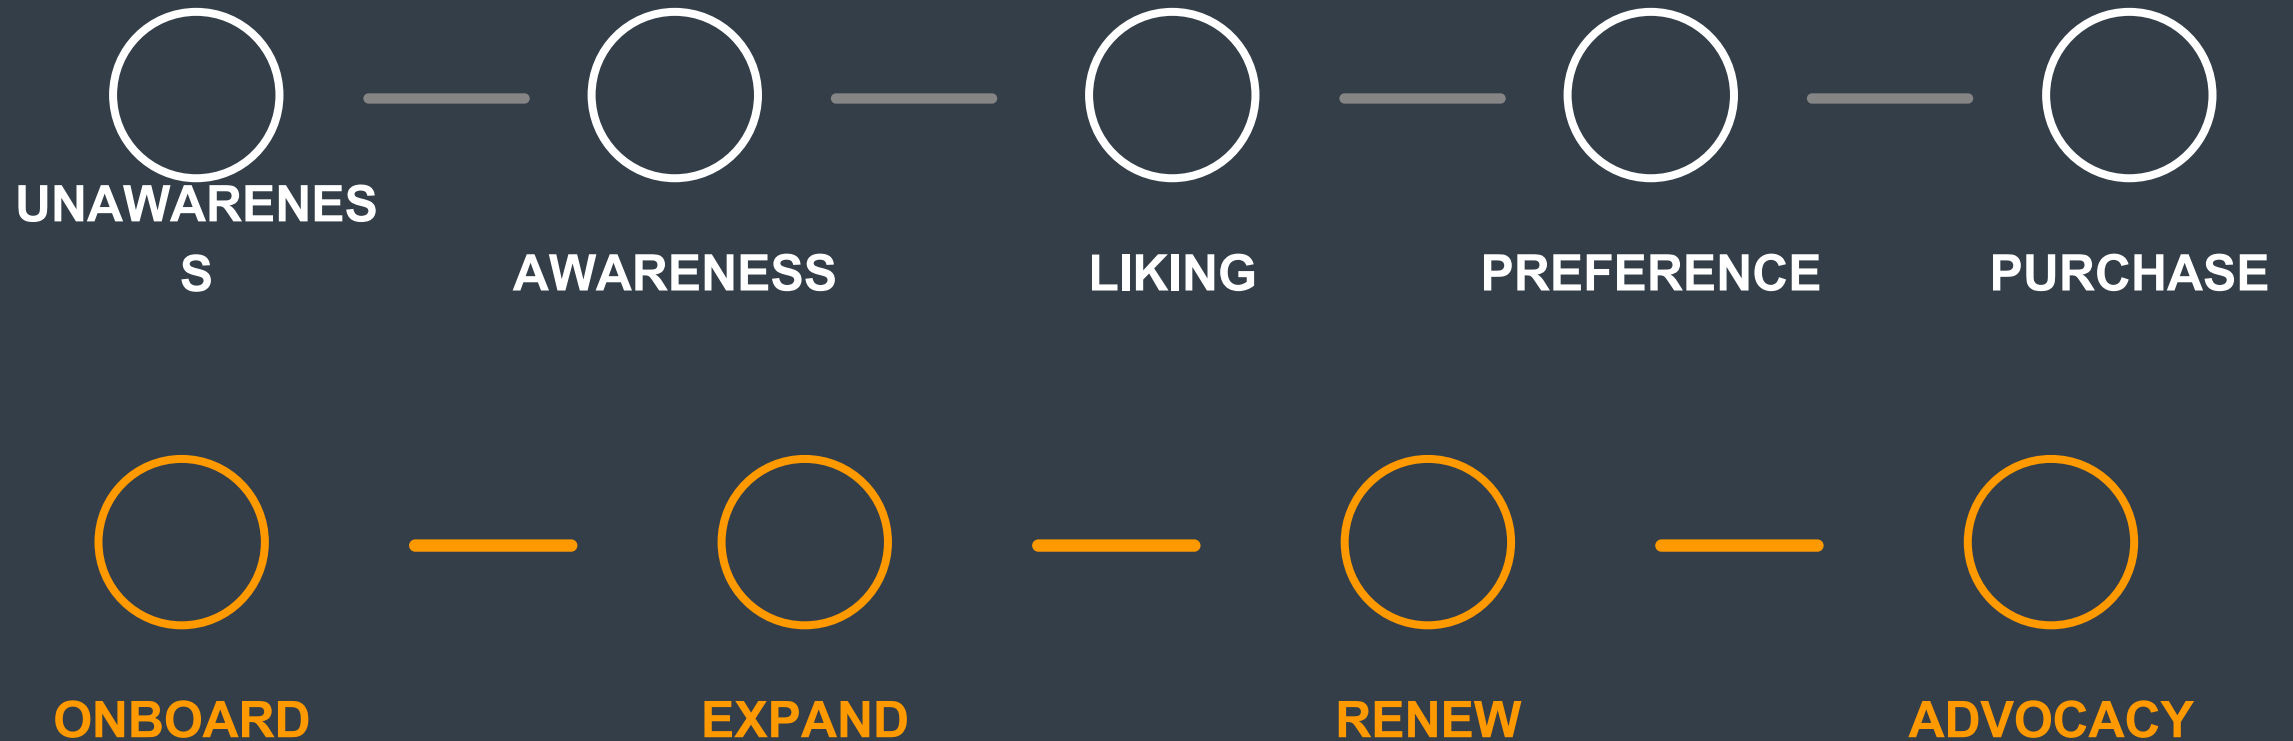 UNAWARENES
S
AWARENESS
LIKING
PREFERENCE
PURCHASE
ONBOARD
EXPAND
RENEW
ADVOCACY